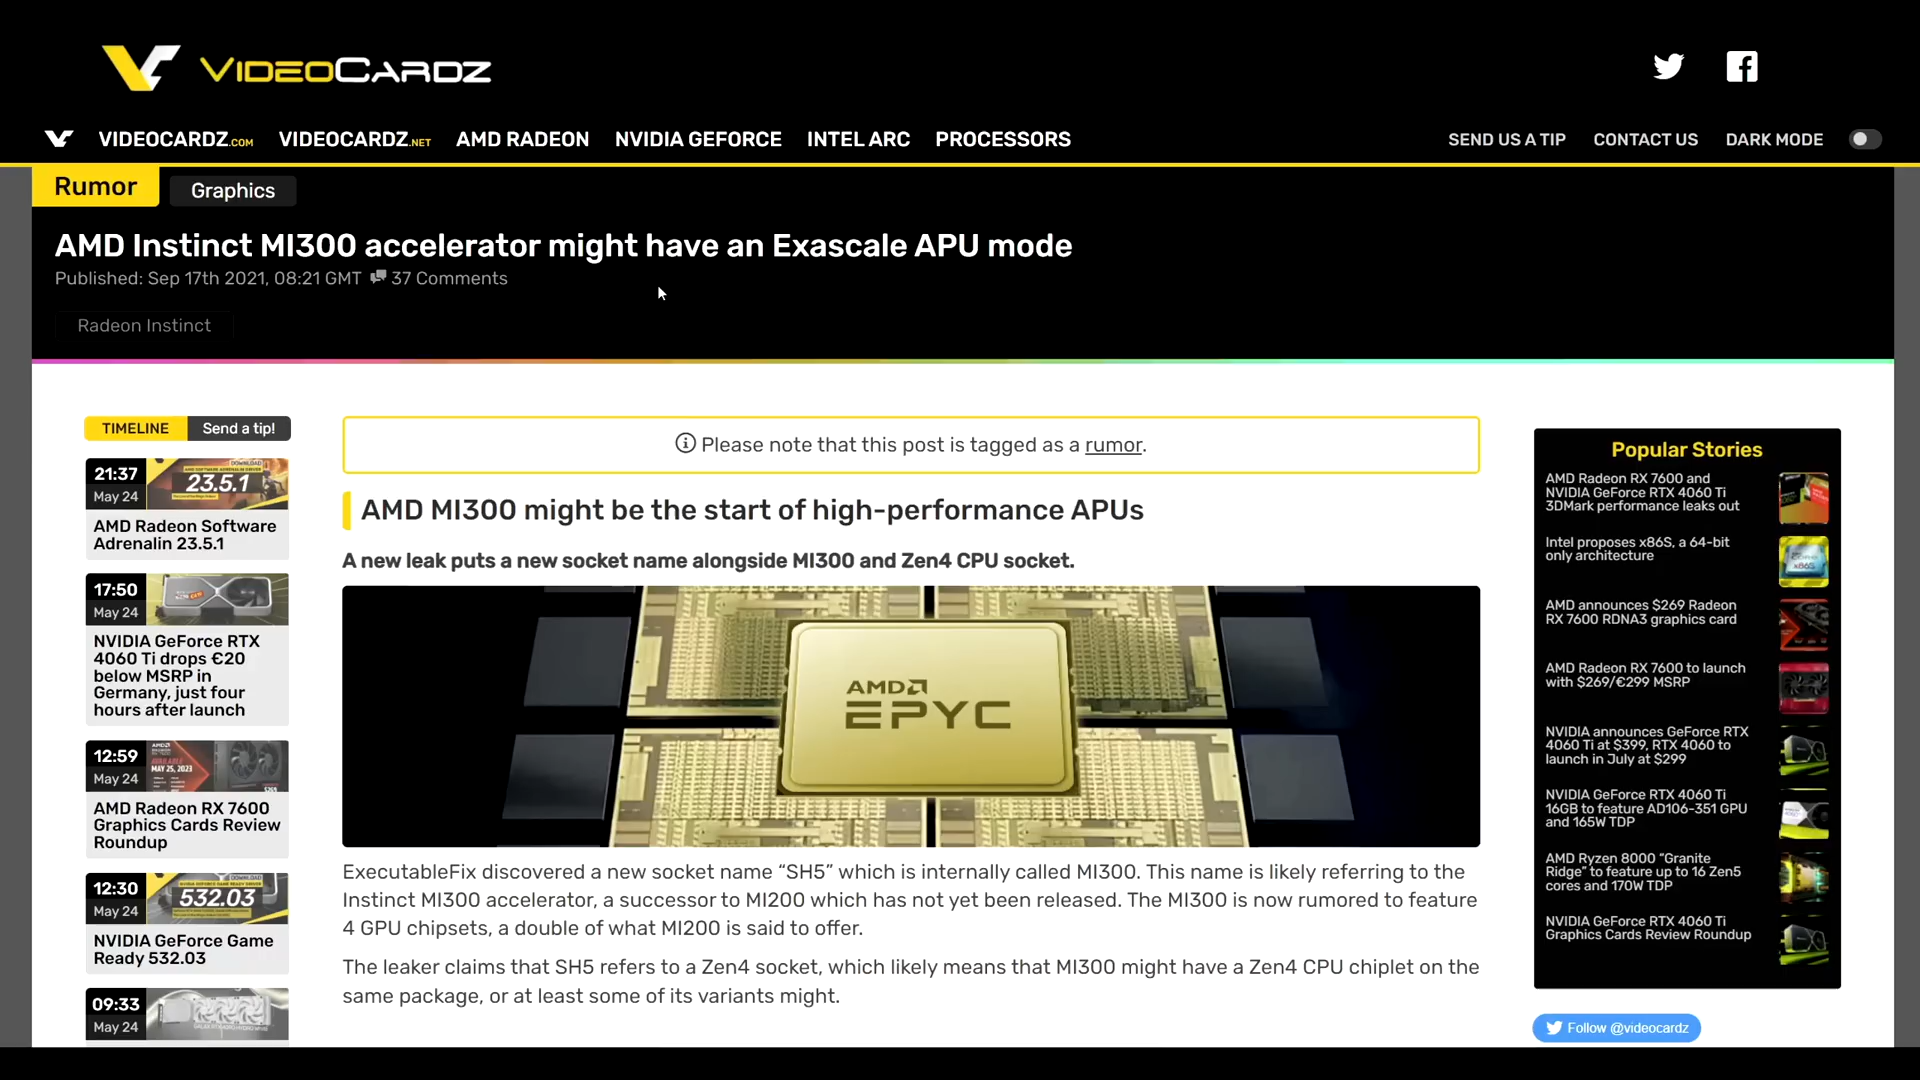 VIDEOCARDZ
VIDEOCARDZ.COM VIDEOCARDZ.NET AMD RADEON NVIDIA GEFORCE INTEL ARC PROCESSORS SEND US A TIP CONTACT US DARK MODE
Rumor Graphics
AMD Instinct MI300 accelerator might have an Exascale APU mode
Published: Sep 17th 2021, 08:21 GMT 37 Comments
Radeon Instinct
TIMELINE Send a tip!
21:37
May 24
DOWNLOAD
23.5.1
AMD Radeon Software
Adrenalin 23.5.1
17:50
May 24
NVIDIA GeForce RTX
4060 Ti drops €20
below MSRP in
Germany, just four
hours after launch
12:59
May 24
AMD
AVAILABLE
MAY 25, 2023
$269
AMD Radeon RX 7600
Graphics Cards Review
Roundup
12:30
May 24
DOWNLOAD
NVIDIA GEFORCE GAME READY DRIVER
532.03
NVIDIA GeForce Game
Ready 532.03
09:33
May 24
Please note that this post is tagged as a rumor.
AMD MI300 might be the start of high-performance APUs
A new leak puts a new socket name alongside MI300 and Zen4 CPU socket.
AMD
EPYC
ExecutableFix discovered a new socket name “SH5” which is internally called MI300. This name is likely referring to the
Instinct MI300 accelerator, a successor to MI200 which has not yet been released. The MI300 is now rumored to feature
4 GPU chipsets, a double of what MI200 is said to offer.
The leaker claims that SH5 refers to a Zen4 socket, which likely means that MI300 might have a Zen4 CPU chiplet on the
same package, or at least some of its variants might.
Popular Stories
AMD Radeon RX 7600 and
NVIDIA GeForce RTX 4060 Ti
3DMark performance leaks out
Intel proposes x86S, a 64-bit
only architecture
x86S
AMD announces $269 Radeon
RX 7600 RDNA3 graphics card
AMD Radeon RX 7600 to launch
with $269/€299 MSRP
NVIDIA announces GeForce RTX
4060 Ti at $399, RTX 4060 to
launch in July at $299
NVIDIA GeForce RTX 4060 Ti
16GB to feature AD106-351 GPU
and 165W TDP
AMD Ryzen 8000 “Granite
Ridge” to feature up to 16 Zen5
cores and 170W TDP
NVIDIA GeForce RTX 4060 Ti
Graphics Cards Review Roundup
Follow @videocardz